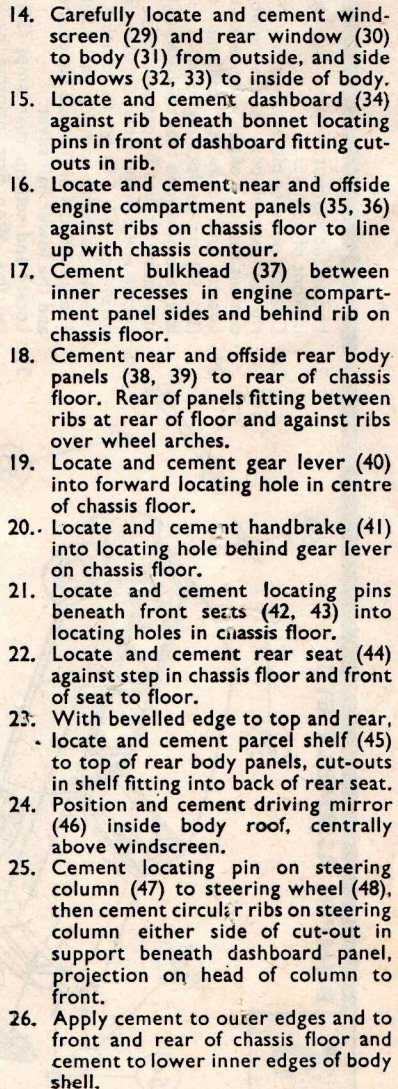 14. Carefully locate and cement wind-
screen (29) and rear window (30)
to body (31) from outside, and side
windows (32, 33) to inside of body.
15. Locate and cement dashboard (34)
against rib beneath bonnet locating
pins in front of dashboard fitting cut-
outs in rib.
16. Locate and cement near and offside
engine compartment panels (35, 36)
against ribs on chassis floor to line
up with chassis contour.
17. Cement bulkhead (37) between
inner recesses in engine compart-
ment panel sides and behind rib on
chassis floor.
18. Cement near and offside rear body
panels (38, 39) to rear of chassis
floor. Rear of panels fitting between
ribs at rear of floor and against ribs
over wheel arches.
19. Locate and cement gear lever (40)
into forward locating hole in centre
of chassis floor.
20. Locate and cement handbrake (41)
into locating hole behind gear lever
on chassis floor.
21. Locate and cement locating pins
beneath front seats (42, 43) into
locating holes in chassis floor.
22. Locate and cement rear seat (44)
against step in chassis floor and front
of seat to floor.
23. With bevelled edge to top and rear,
locate and cement parcel shelf (45)
to top of rear body panels, cut-outs
in shelf fitting into back of rear seat.
24. Position and cement driving mirror
(46) inside body roof, centrally
above windscreen.
25. Cement locating pin on steering
column (47) to steering wheel (48),
then cement circular ribs on steering
column either side of cut-out in
support beneath dashboard panel,
projection on head of column to
front.
26. Apply cement to outer edges and to
front and rear of chassis floor and
cement to lower inner edges of body
shell.